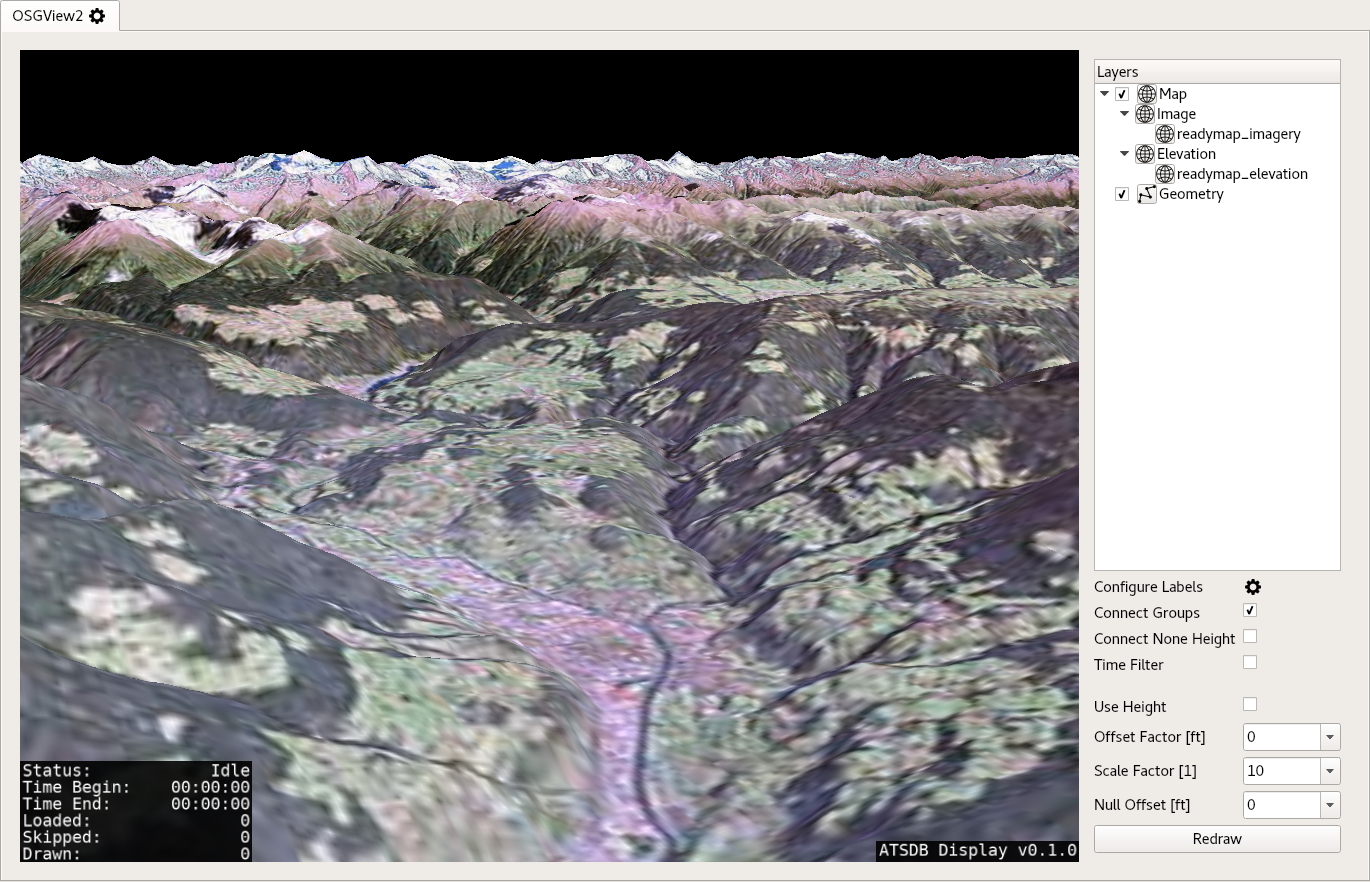 OSGView2
Layers
Map
Image
readymap_imagery
Elevation
readymap_elevation
Geometry
Configure Labels
Connect Groups
Connect None Height
Time Filter
Use Height
Offset Factor [ft] 0
Scale Factor [1] 10
Null Offset [ft] 0
Redraw
Status: Idle
Time Begin: 00:00:00
Time End: 00:00:00
Loaded: 0
Skipped: 0
Drawn: 0
ATSDB Display v0.1.0